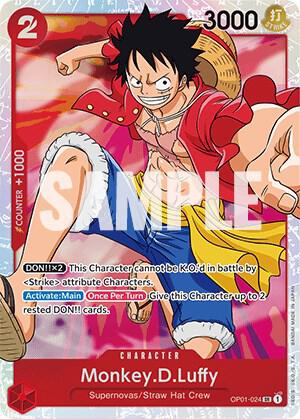 2
3000
打
STRIKE
COUNTER +1000
SAMPLE
DON!!×2 This Character cannot be K.O.'d in battle by
<Strike> attribute Characters.
Activate:Main Once Per Turn Give this Character up to 2
rested DON!! cards.
CHARACTER
Monkey.D.Luffy
Supernovas/Straw Hat Crew
OP01-024 SR 1